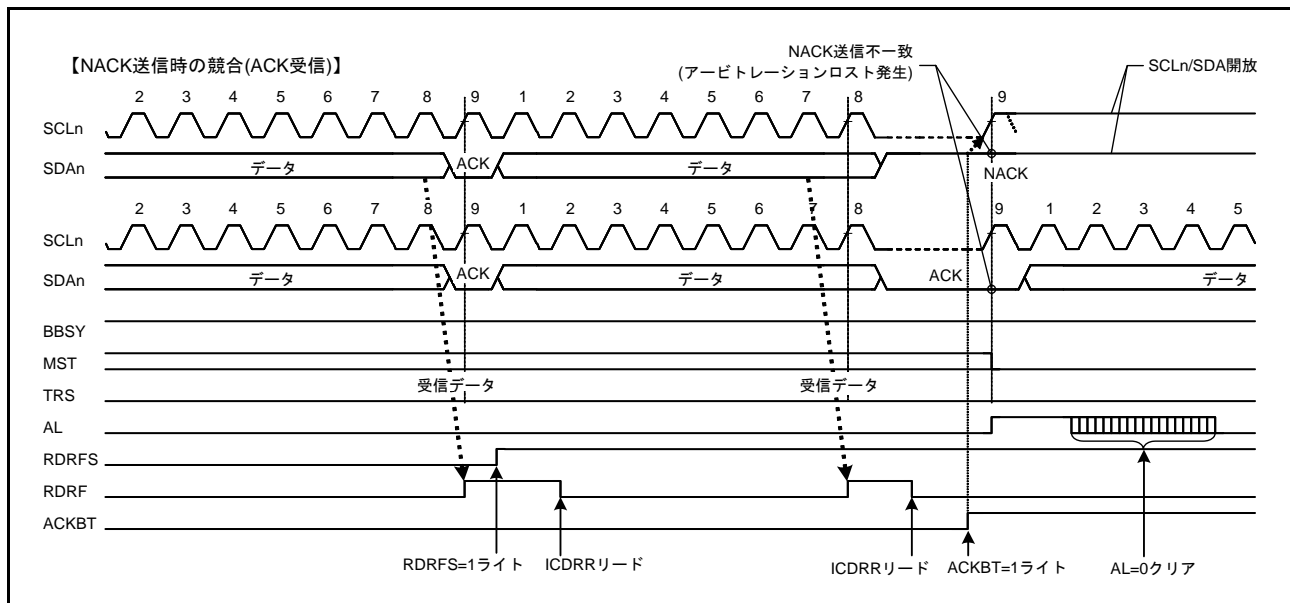 【NACK送信時の競合(ACK受信)】
NACK送信不一致
(アービトレーションロスト発生)
SCLn/SDA開放
2 3 4 5 6 7 8 9 1 2 3 4 5 6 7 8 9
SCLn
SDAn
データ ACK データ NACK
2 3 4 5 6 7 8 9 1 2 3 4 5 6 7 8 9 1 2 3 4 5
SCLn
SDAn
データ ACK データ ACK データ
BBSY
MST
受信データ 受信データ
TRS
AL
RDRFS
RDRF
ACKBT
RDRFS=1ライト ICDRRリード ICDRRリード ACKBT=1ライト AL=0クリア